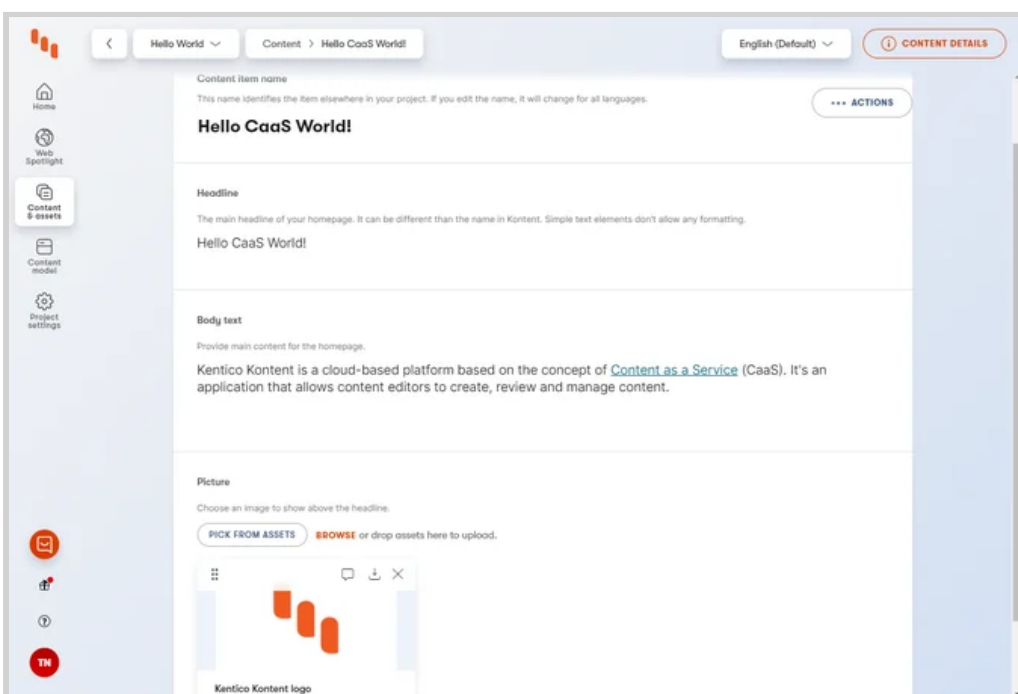 Hello World
Content > Hello CaaS World!
English (Default)
CONTENT DETAILS
Home
Web
Spotlight
Content
& assets
Content
model
Project
settings
TN
Content item name
This name identifies the item elsewhere in your project. If you edit the name, it will change for all languages.
ACTIONS
Hello CaaS World!
Headline
The main headline of your homepage. It can be different than the name in Kontent. Simple text elements don't allow any formatting.
Hello CaaS World!
Body text
Provide main content for the homepage.
Kentico Kontent is a cloud-based platform based on the concept of Content as a Service (CaaS). It's an
application that allows content editors to create, review and manage content.
Picture
Choose an image to show above the headline.
PICK FROM ASSETS
BROWSE or drop assets here to upload.
Kentico Kontent logo